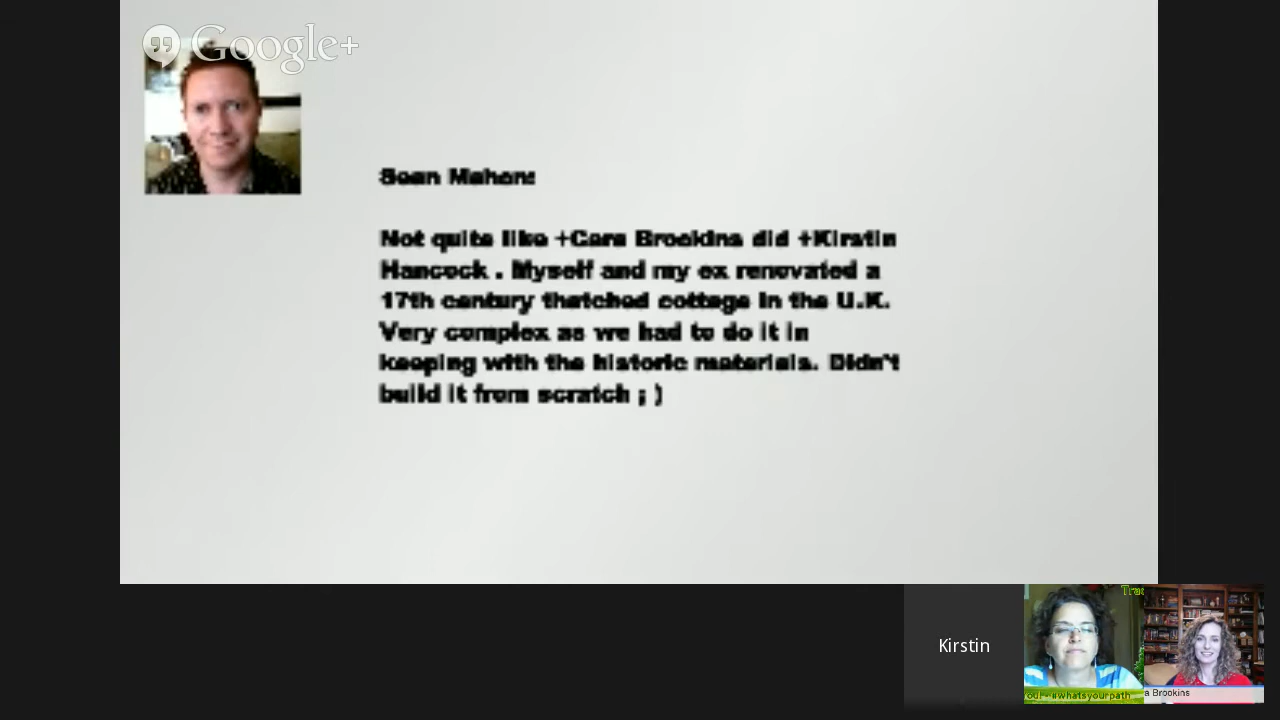 Google+
Sean Mahon:
Not quite like +Cara Brookins did +Kirstin
Hancock . Myself and my ex renovated a
17th century thatched cottage in the U.K.
Very complex as we had to do it in
keeping with the historic materials. Didn't
build it from scratch ; )
Kirstin
You! - #whatsyourpath
a Brookins